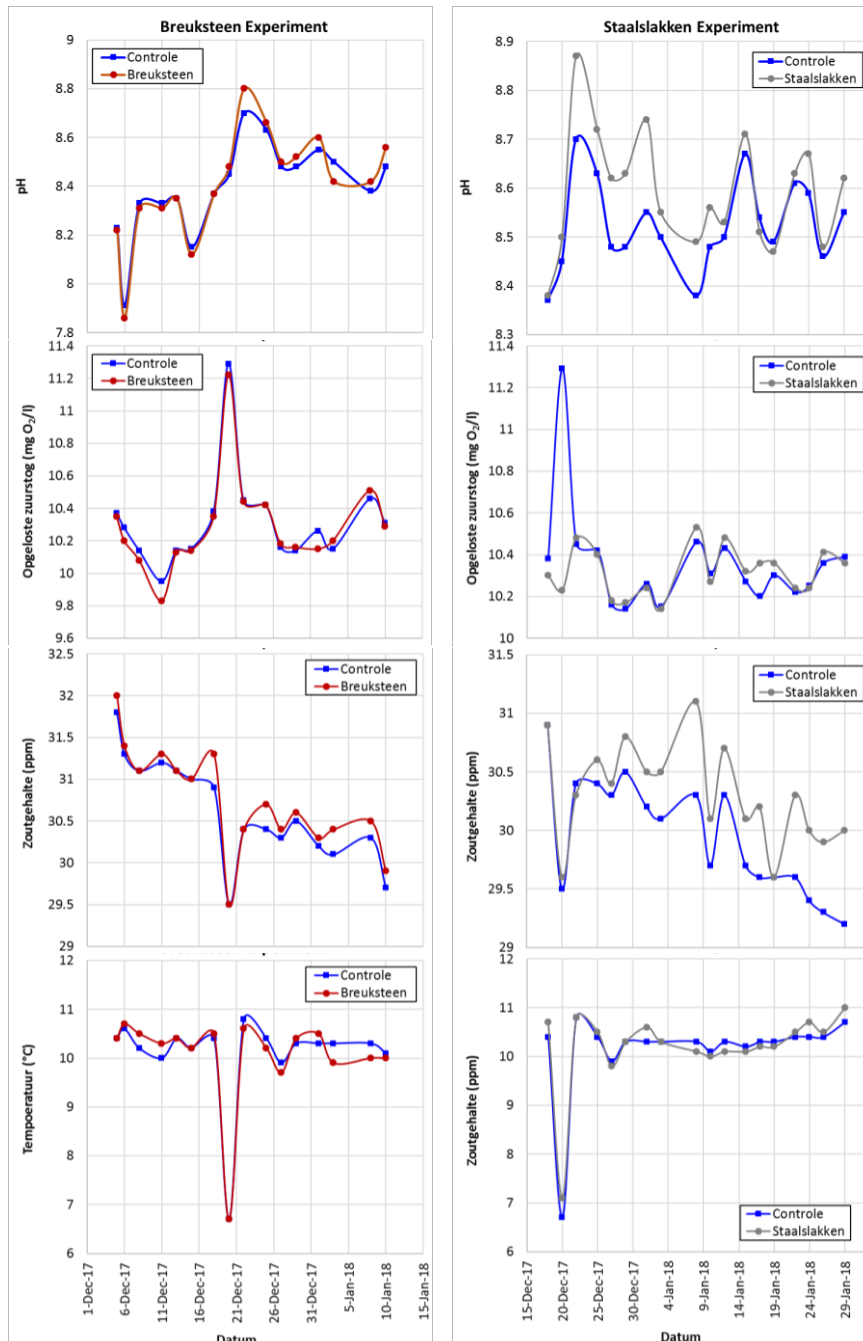 Breuksteen Experiment
9
8.8
8.6
8.4
8.2
8
7.8
pH
Controle
Breuksteen
Staalslakken Experiment
8.9
8.8
8.7
8.6
8.5
8.4
8.3
pH
Controle
Staalslakken
11.4
11.2
11
10.8
10.6
10.4
10.2
10
9.8
9.6
Opgeloste zuurstog (mg O₂/l)
Controle
Breuksteen
11.4
11.2
11
10.8
10.6
10.4
10.2
10
Opgeloste zuurstog (mg O₂/l)
Controle
Staalslakken
32.5
32
31.5
31
30.5
30
29.5
29
Zoutgehalte (ppm)
Controle
Breuksteen
31.5
31
30.5
30
29.5
29
Zoutgehalte (ppm)
Controle
Staalslakken
12
11
10
9
8
7
6
Tempoeratuur (°C)
Controle
Breuksteen
1-Dec-17
6-Dec-17
11-Dec-17
16-Dec-17
21-Dec-17
26-Dec-17
31-Dec-17
5-Jan-18
10-Jan-18
15-Jan-18
Datum
12
11
10
9
8
7
6
Zoutgehalte (ppm)
Controle
Staalslakken
15-Dec-17
20-Dec-17
25-Dec-17
30-Dec-17
4-Jan-18
9-Jan-18
14-Jan-18
19-Jan-18
24-Jan-18
29-Jan-18
Datum